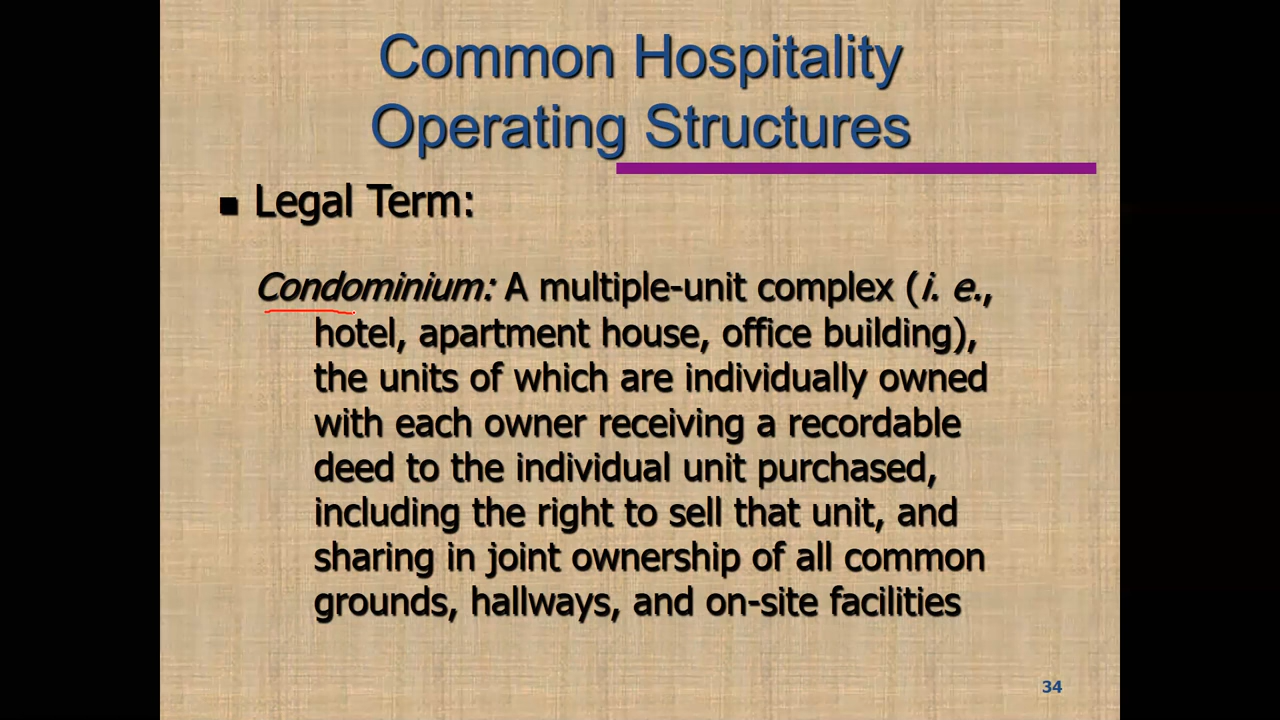 Common Hospitality
Operating Structures
Legal Term:
Condominium: A multiple-unit complex (i. e.,
hotel, apartment house, office building),
the units of which are individually owned
with each owner receiving a recordable
deed to the individual unit purchased,
including the right to sell that unit, and
sharing in joint ownership of all common
grounds, hallways, and on-site facilities
34